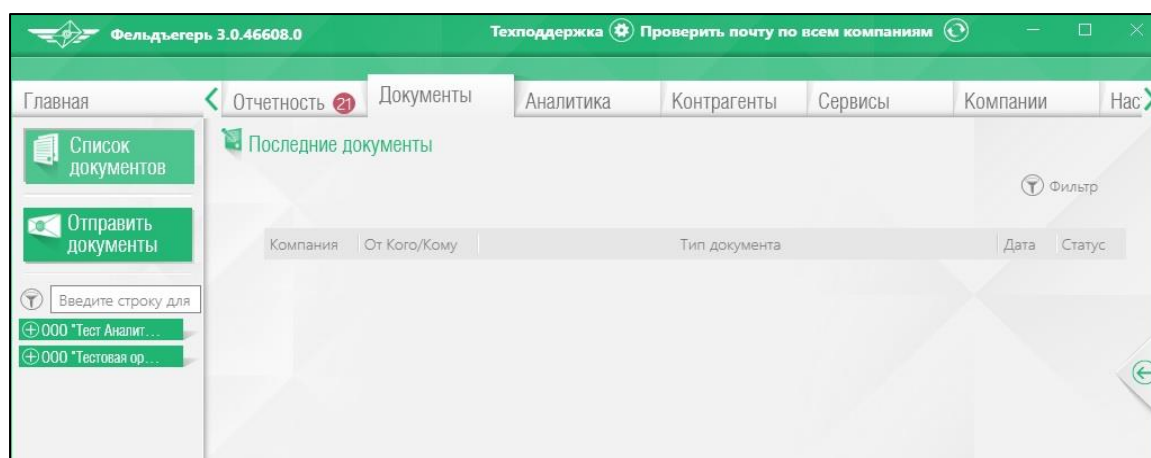 Фельдъегерь 3.0.46608.0 Техподдержка Проверить почту по всем компаниям
Главная Отчетность 21 Документы Аналитика Контрагенты Сервисы Компании Нас
Список документов
Последние документы
Фильтр
Отправить документы
Компания От Кого/Кому Тип документа Дата Статус
Введите строку для
ООО "Тест Аналит...
ООО "Тестовая ор...